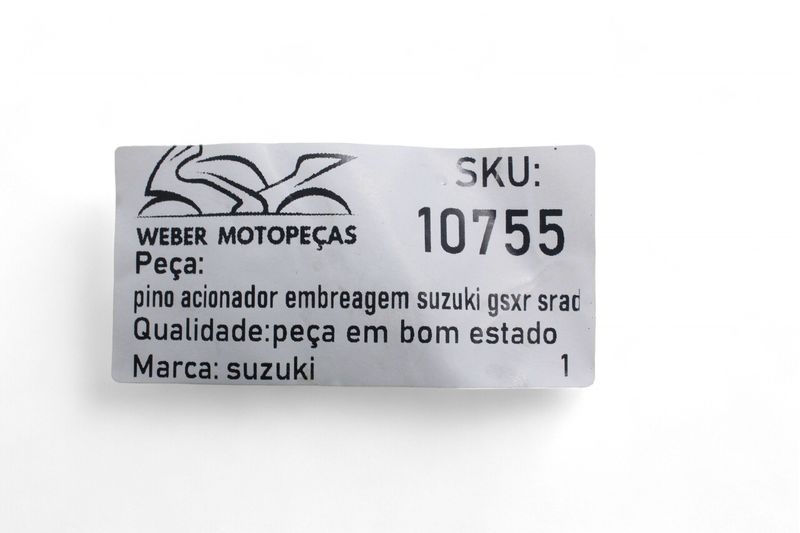 SKU:
10755
WEBER MOTOPEÇAS
Peça:
pino acionador embreagem suzuki gsxr srad
Qualidade:peça em bom estado
Marca: suzuki 1